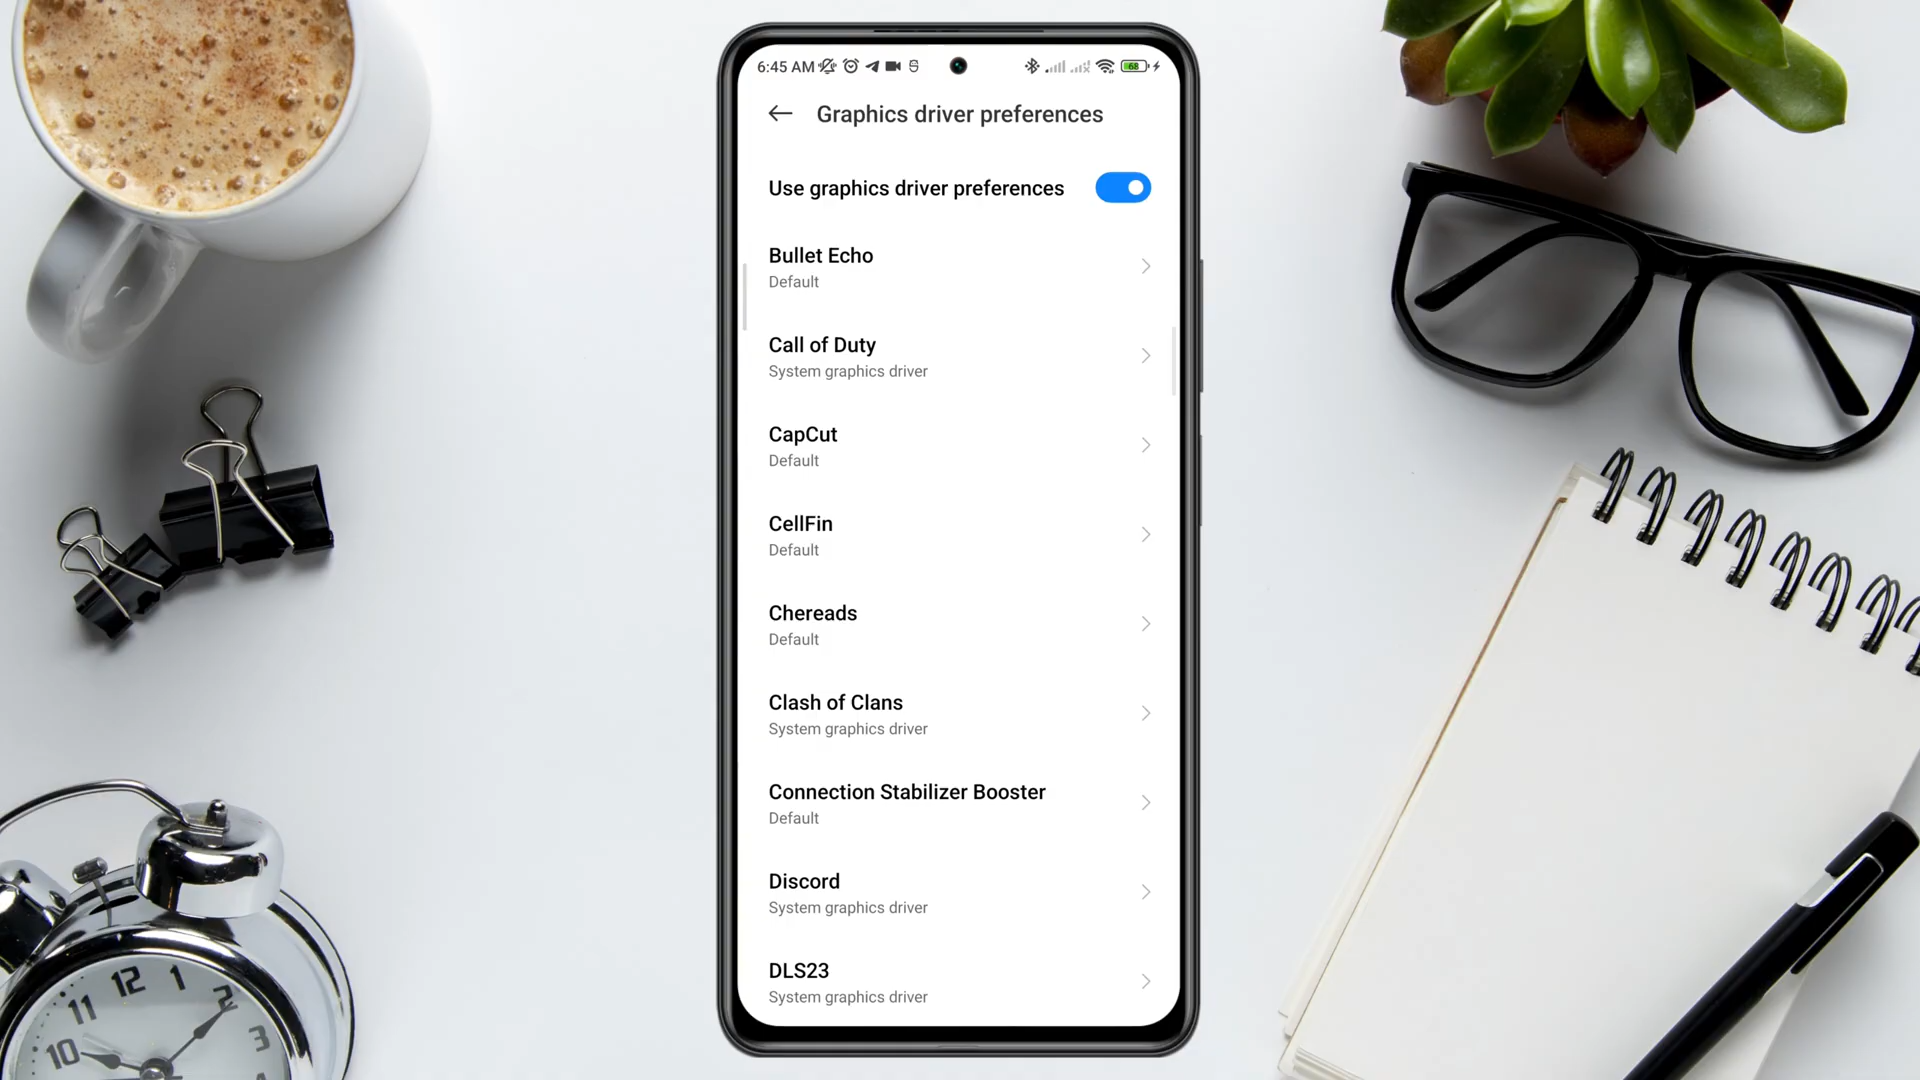 6:45 AM
68
Graphics driver preferences
Use graphics driver preferences
Bullet Echo
Default
Call of Duty
System graphics driver
CapCut
Default
CellFin
Default
Chereads
Default
Clash of Clans
System graphics driver
Connection Stabilizer Booster
Default
Discord
System graphics driver
DLS23
System graphics driver
12
1
2
3
11
10